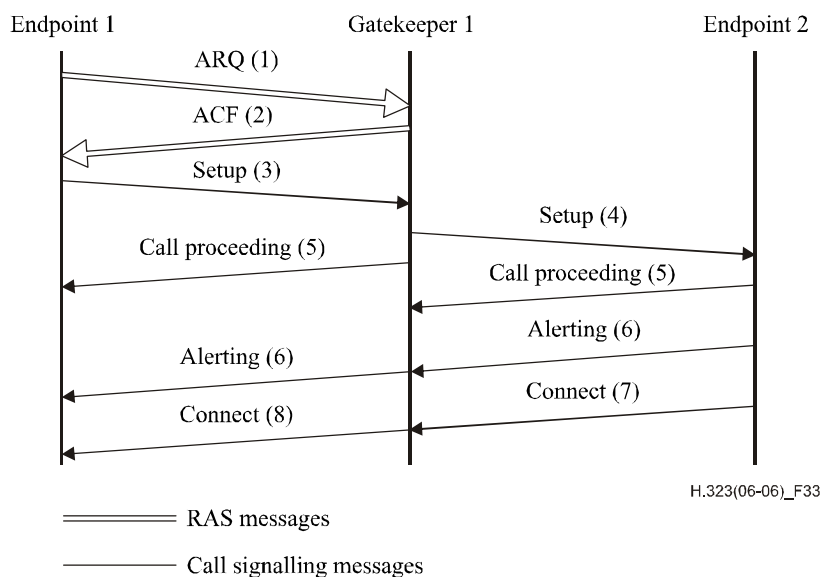 Endpoint 1
Gatekeeper 1
Endpoint 2
ARQ (1)
ACF (2)
Setup (3)
Setup (4)
Call proceeding (5)
Call proceeding (5)
Alerting (6)
Alerting (6)
Connect (7)
Connect (8)
H.323(06-06)_F33
RAS messages
Call signalling messages